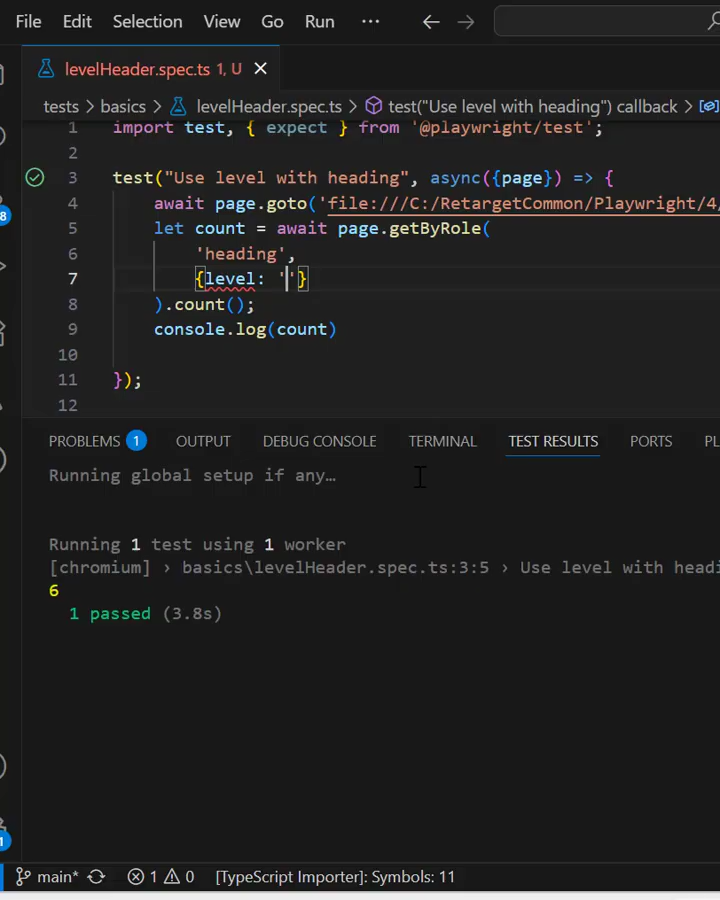 File Edit Selection View Go Run ···
levelHeader.spec.ts 1, U
tests > basics > levelHeader.spec.ts > test("Use level with heading") callback >
1 import test, { expect } from '@playwright/test';
2
3 test("Use level with heading", async({page}) => {
4 await page.goto('file:///C:/RetargetCommon/Playwright/4
5 let count = await page.getByRole(
6 'heading',
7 {level: ''}
8 ).count();
9 console.log(count)
10
11 });
12
PROBLEMS 1 OUTPUT DEBUG CONSOLE TERMINAL TEST RESULTS PORTS PL
Running global setup if any…
Running 1 test using 1 worker
[chromium] › basics\levelHeader.spec.ts:3:5 › Use level with headi
6
1 passed (3.8s)
main* 1 0 [TypeScript Importer]: Symbols: 11